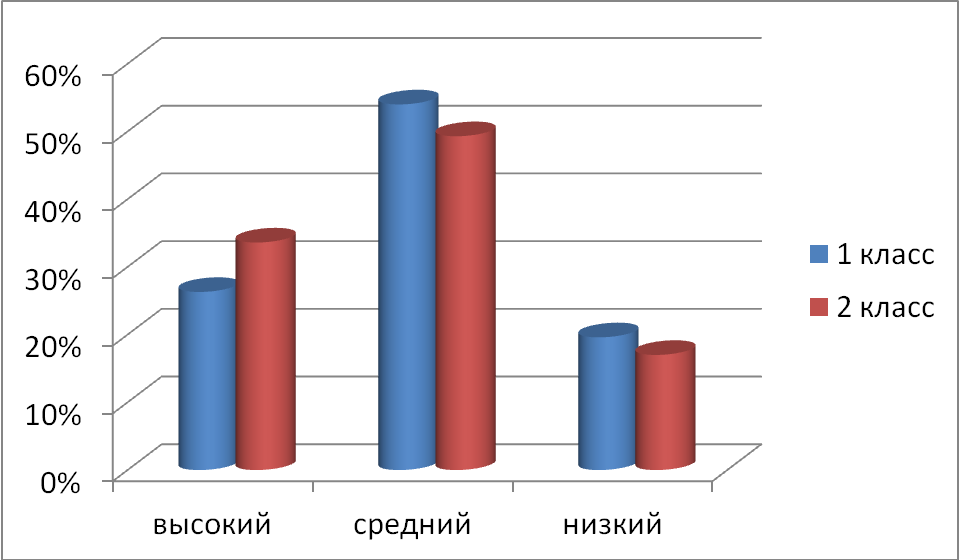 60%
50%
40%
30%
20%
10%
0%
высокий
средний
низкий
1 класс
2 класс